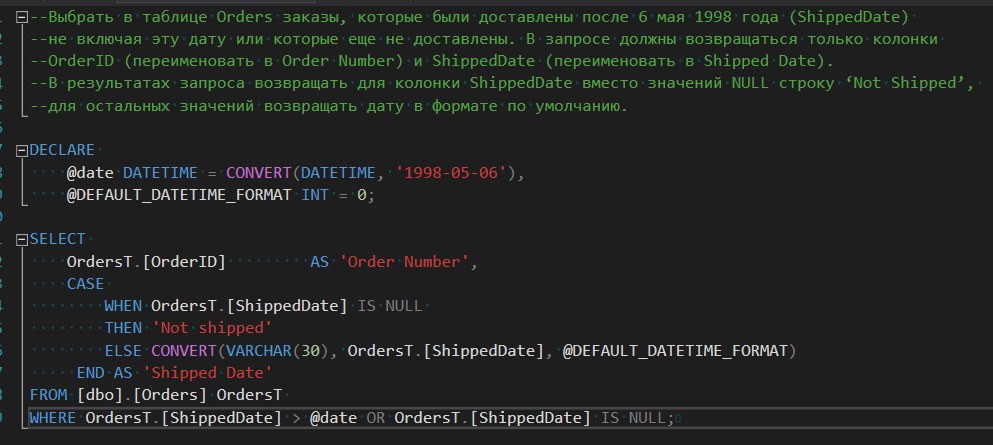 --Выбрать в таблице Orders заказы, которые были доставлены после 6 мая 1998 года (ShippedDate)
--не включая эту дату или которые еще не доставлены. В запросе должны возвращаться только колонки
--OrderID (переименовать в Order Number) и ShippedDate (переименовать в Shipped Date).
--В результатах запроса возвращать для колонки ShippedDate вместо значений NULL строку ‘Not Shipped’,
--для остальных значений возвращать дату в формате по умолчанию.
DECLARE
@date DATETIME = CONVERT(DATETIME, '1998-05-06'),
@DEFAULT_DATETIME_FORMAT INT = 0;
SELECT
OrdersT.[OrderID] AS 'Order Number',
CASE
WHEN OrdersT.[ShippedDate] IS NULL
THEN 'Not shipped'
ELSE CONVERT(VARCHAR(30), OrdersT.[ShippedDate], @DEFAULT_DATETIME_FORMAT)
END AS 'Shipped Date'
FROM [dbo].[Orders] OrdersT
WHERE OrdersT.[ShippedDate] > @date OR OrdersT.[ShippedDate] IS NULL;